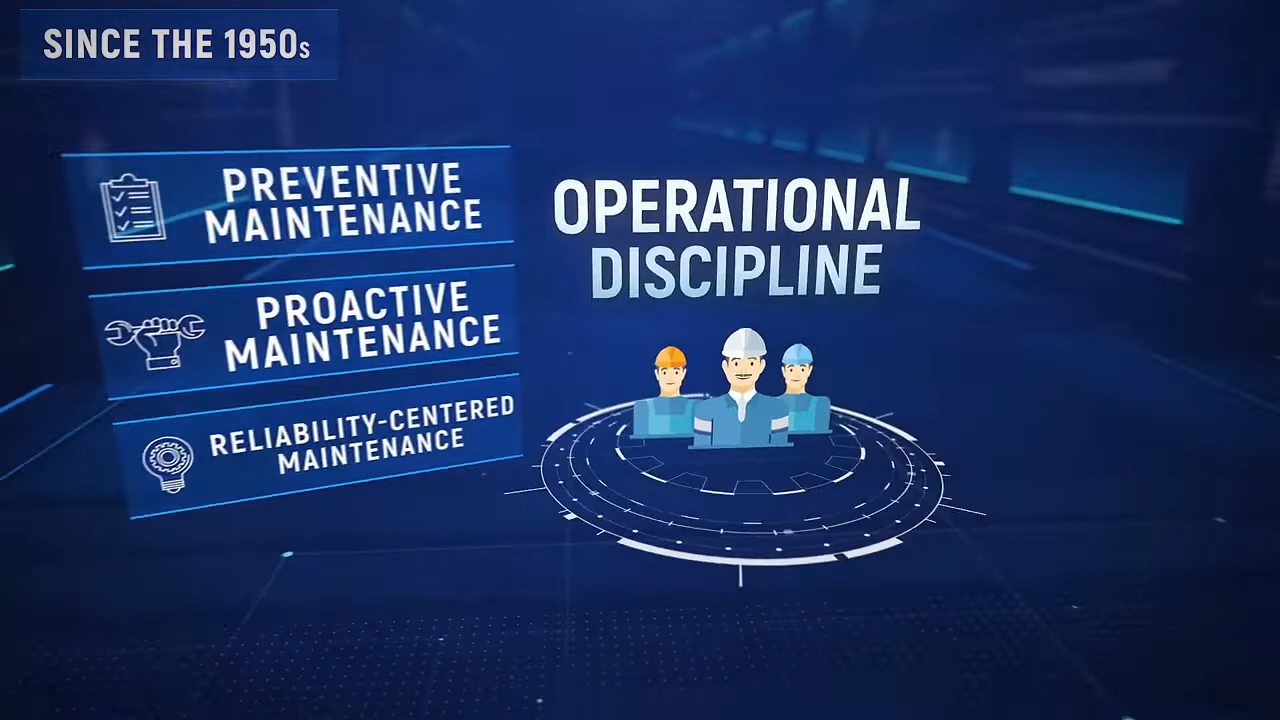 SINCE THE 1950s
PREVENTIVE
MAINTENANCE
PROACTIVE
MAINTENANCE
RELIABILITY-CENTERED
MAINTENANCE
OPERATIONAL
DISCIPLINE